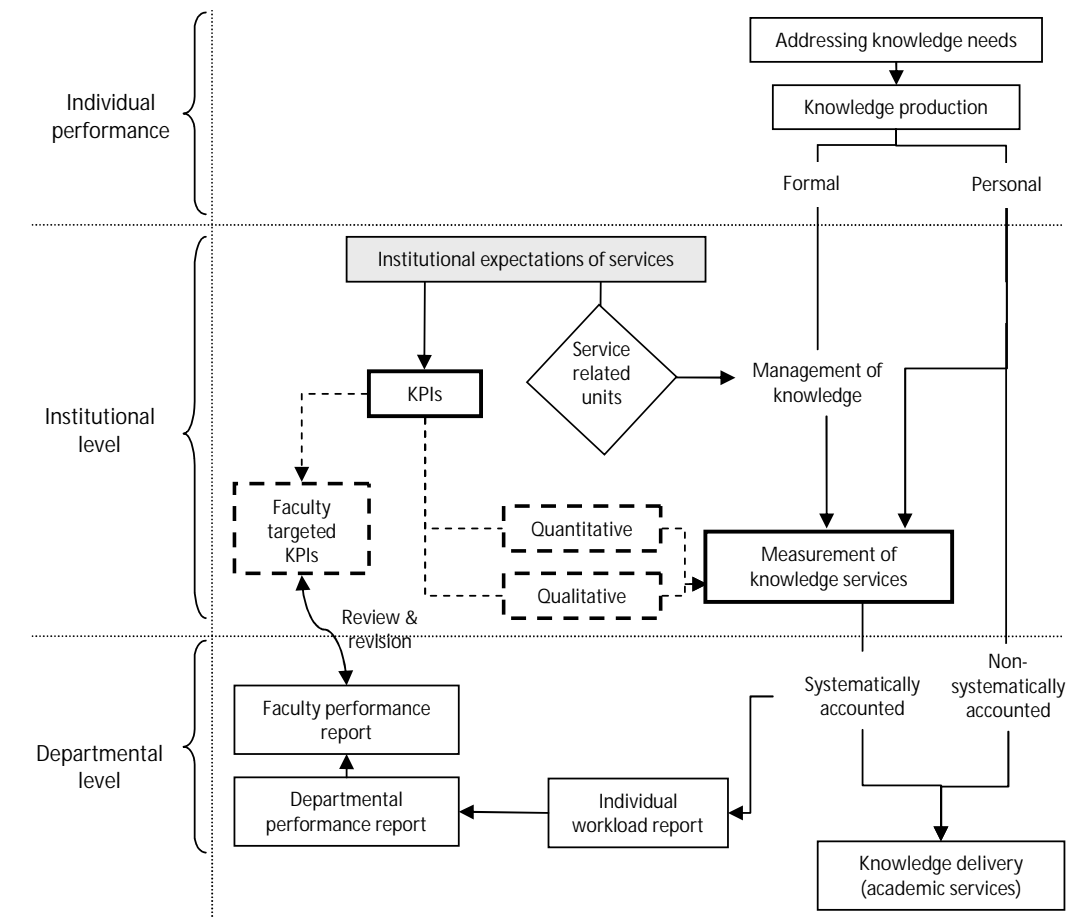 Addressing knowledge needs
Individual
performance
Knowledge production
Formal
Personal
Institutional expectations of services
Service
related
units
Management of
knowledge
KPIs
Institutional
level
Faculty
targeted
KPIs
Quantitative
Qualitative
Measurement of
knowledge services
Review &
revision
Non-
systematically
accounted
Systematically
accounted
Faculty performance
report
Departmental
level
Departmental
performance report
Individual
workload report
Knowledge delivery
(academic services)